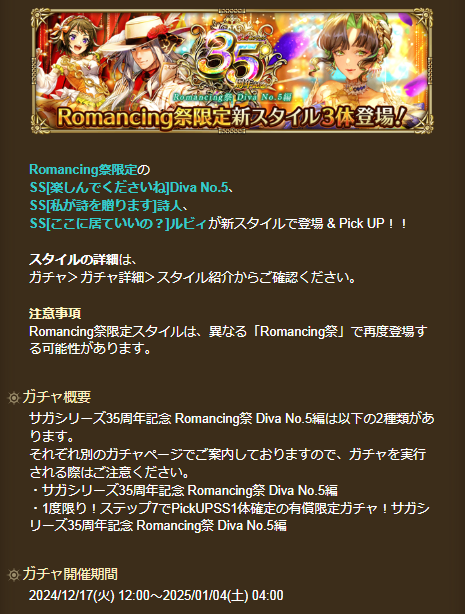 35
Romancing祭 Diva No.5編
Romancing祭限定新スタイル3体登場!
Romancing祭限定の
SS[楽しんでくださいね]Diva No.5、
SS[私が詩を贈ります]詩人、
SS[ここに居ていいの？]ルビィが新スタイルで登場 & Pick UP！！
スタイルの詳細は、
ガチャ＞ガチャ詳細＞スタイル紹介からご確認ください。
注意事項
Romancing祭限定スタイルは、異なる「Romancing祭」で再度登場す
る可能性があります。
ガチャ概要
サガシリーズ35周年記念 Romancing祭 Diva No.5編は以下の2種類があ
ります。
それぞれ別のガチャページでご案内しておりますので、ガチャを実行
される際はご注意ください。
・サガシリーズ35周年記念 Romancing祭 Diva No.5編
・1度限り！ステップ7でPickUPSS1体確定の有償限定ガチャ！サガシ
リーズ35周年記念 Romancing祭 Diva No.5編
ガチャ開催期間
2024/12/17(火) 12:00～2025/01/04(土) 04:00